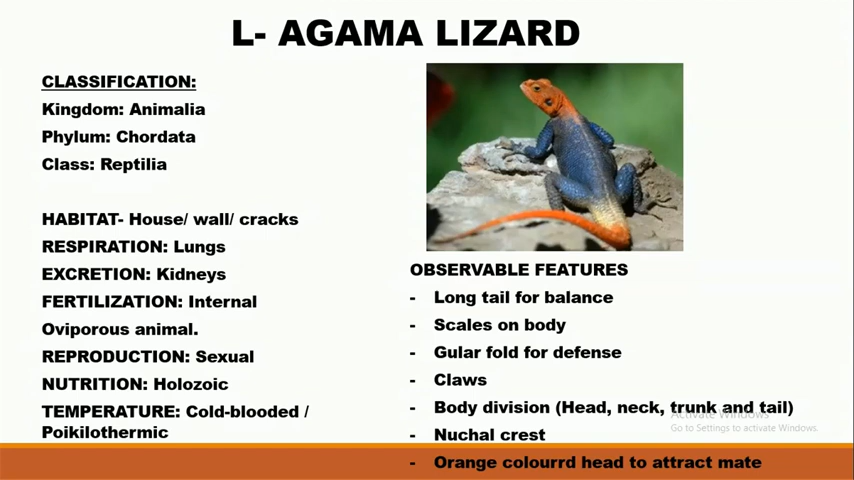 L- AGAMA LIZARD
CLASSIFICATION:
Kingdom: Animalia
Phylum: Chordata
Class: Reptilia
HABITAT- House/ wall/ cracks
RESPIRATION: Lungs
EXCRETION: Kidneys
FERTILIZATION: Internal
Oviporous animal.
REPRODUCTION: Sexual
NUTRITION: Holozoic
TEMPERATURE: Cold-blooded /
Poikilothermic
OBSERVABLE FEATURES
- Long tail for balance
- Scales on body
- Gular fold for defense
- Claws
- Body division (Head, neck, trunk and tail)
- Nuchal crest
- Orange colourrd head to attract mate
Activate Windows
Go to Settings to activate Windows.